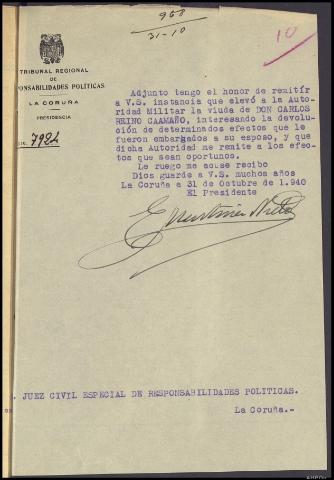 968
31-10
10
TRIBUNAL REGIONAL
DE
PONSABILIDADES POLITICAS
LA CORUÑA
PRESIDENCIA
7924
Adjunto tengo el honor de remitir
a V.S. instancia que elevó a la Auto-
ridad Militar la viuda de DON CARLOS
REINO CAAMAÑO, interesando la devolu-
ción de determinados efectos que le
fueron embargados a su esposo, y que
dicha Autoridad me remite a los efec-
tos que sean oportunos.
Le ruego me acuse recibo
Dios guarde a V.S. muchos años
La Coruña a 31 de Octubre de 1.940
El Presidente
JUEZ CIVIL ESPECIAL DE RESPONSABILIDADES POLITICAS.
La Coruña.-